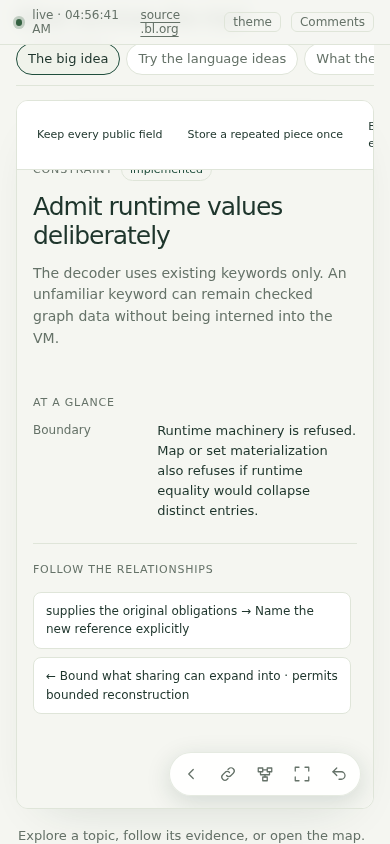 live · 04:56:41 AM
source .bl.org
theme
Comments
The big idea
Try the language ideas
What the
Keep every public field
Store a repeated piece once
CONSTRAINT
implemented
Admit runtime values
deliberately
The decoder uses existing keywords only. An
unfamiliar keyword can remain checked
graph data without being interned into the
VM.
AT A GLANCE
Boundary
Runtime machinery is refused.
Map or set materialization
also refuses if runtime
equality would collapse
distinct entries.
FOLLOW THE RELATIONSHIPS
supplies the original obligations → Name the
new reference explicitly
← Bound what sharing can expand into · permits
bounded reconstruction
Explore a topic, follow its evidence, or open the map.